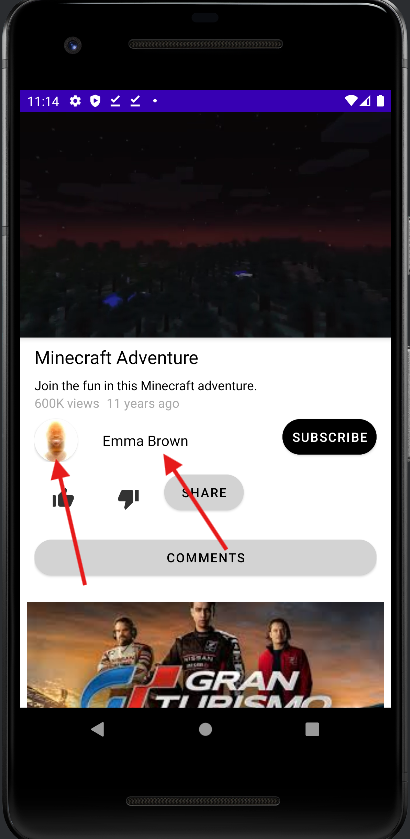 11:14
Minecraft Adventure
Join the fun in this Minecraft adventure.
600K views 11 years ago
Emma Brown
SUBSCRIBE
SHARE
COMMENTS
NISSAN
GRAN
TURISMO